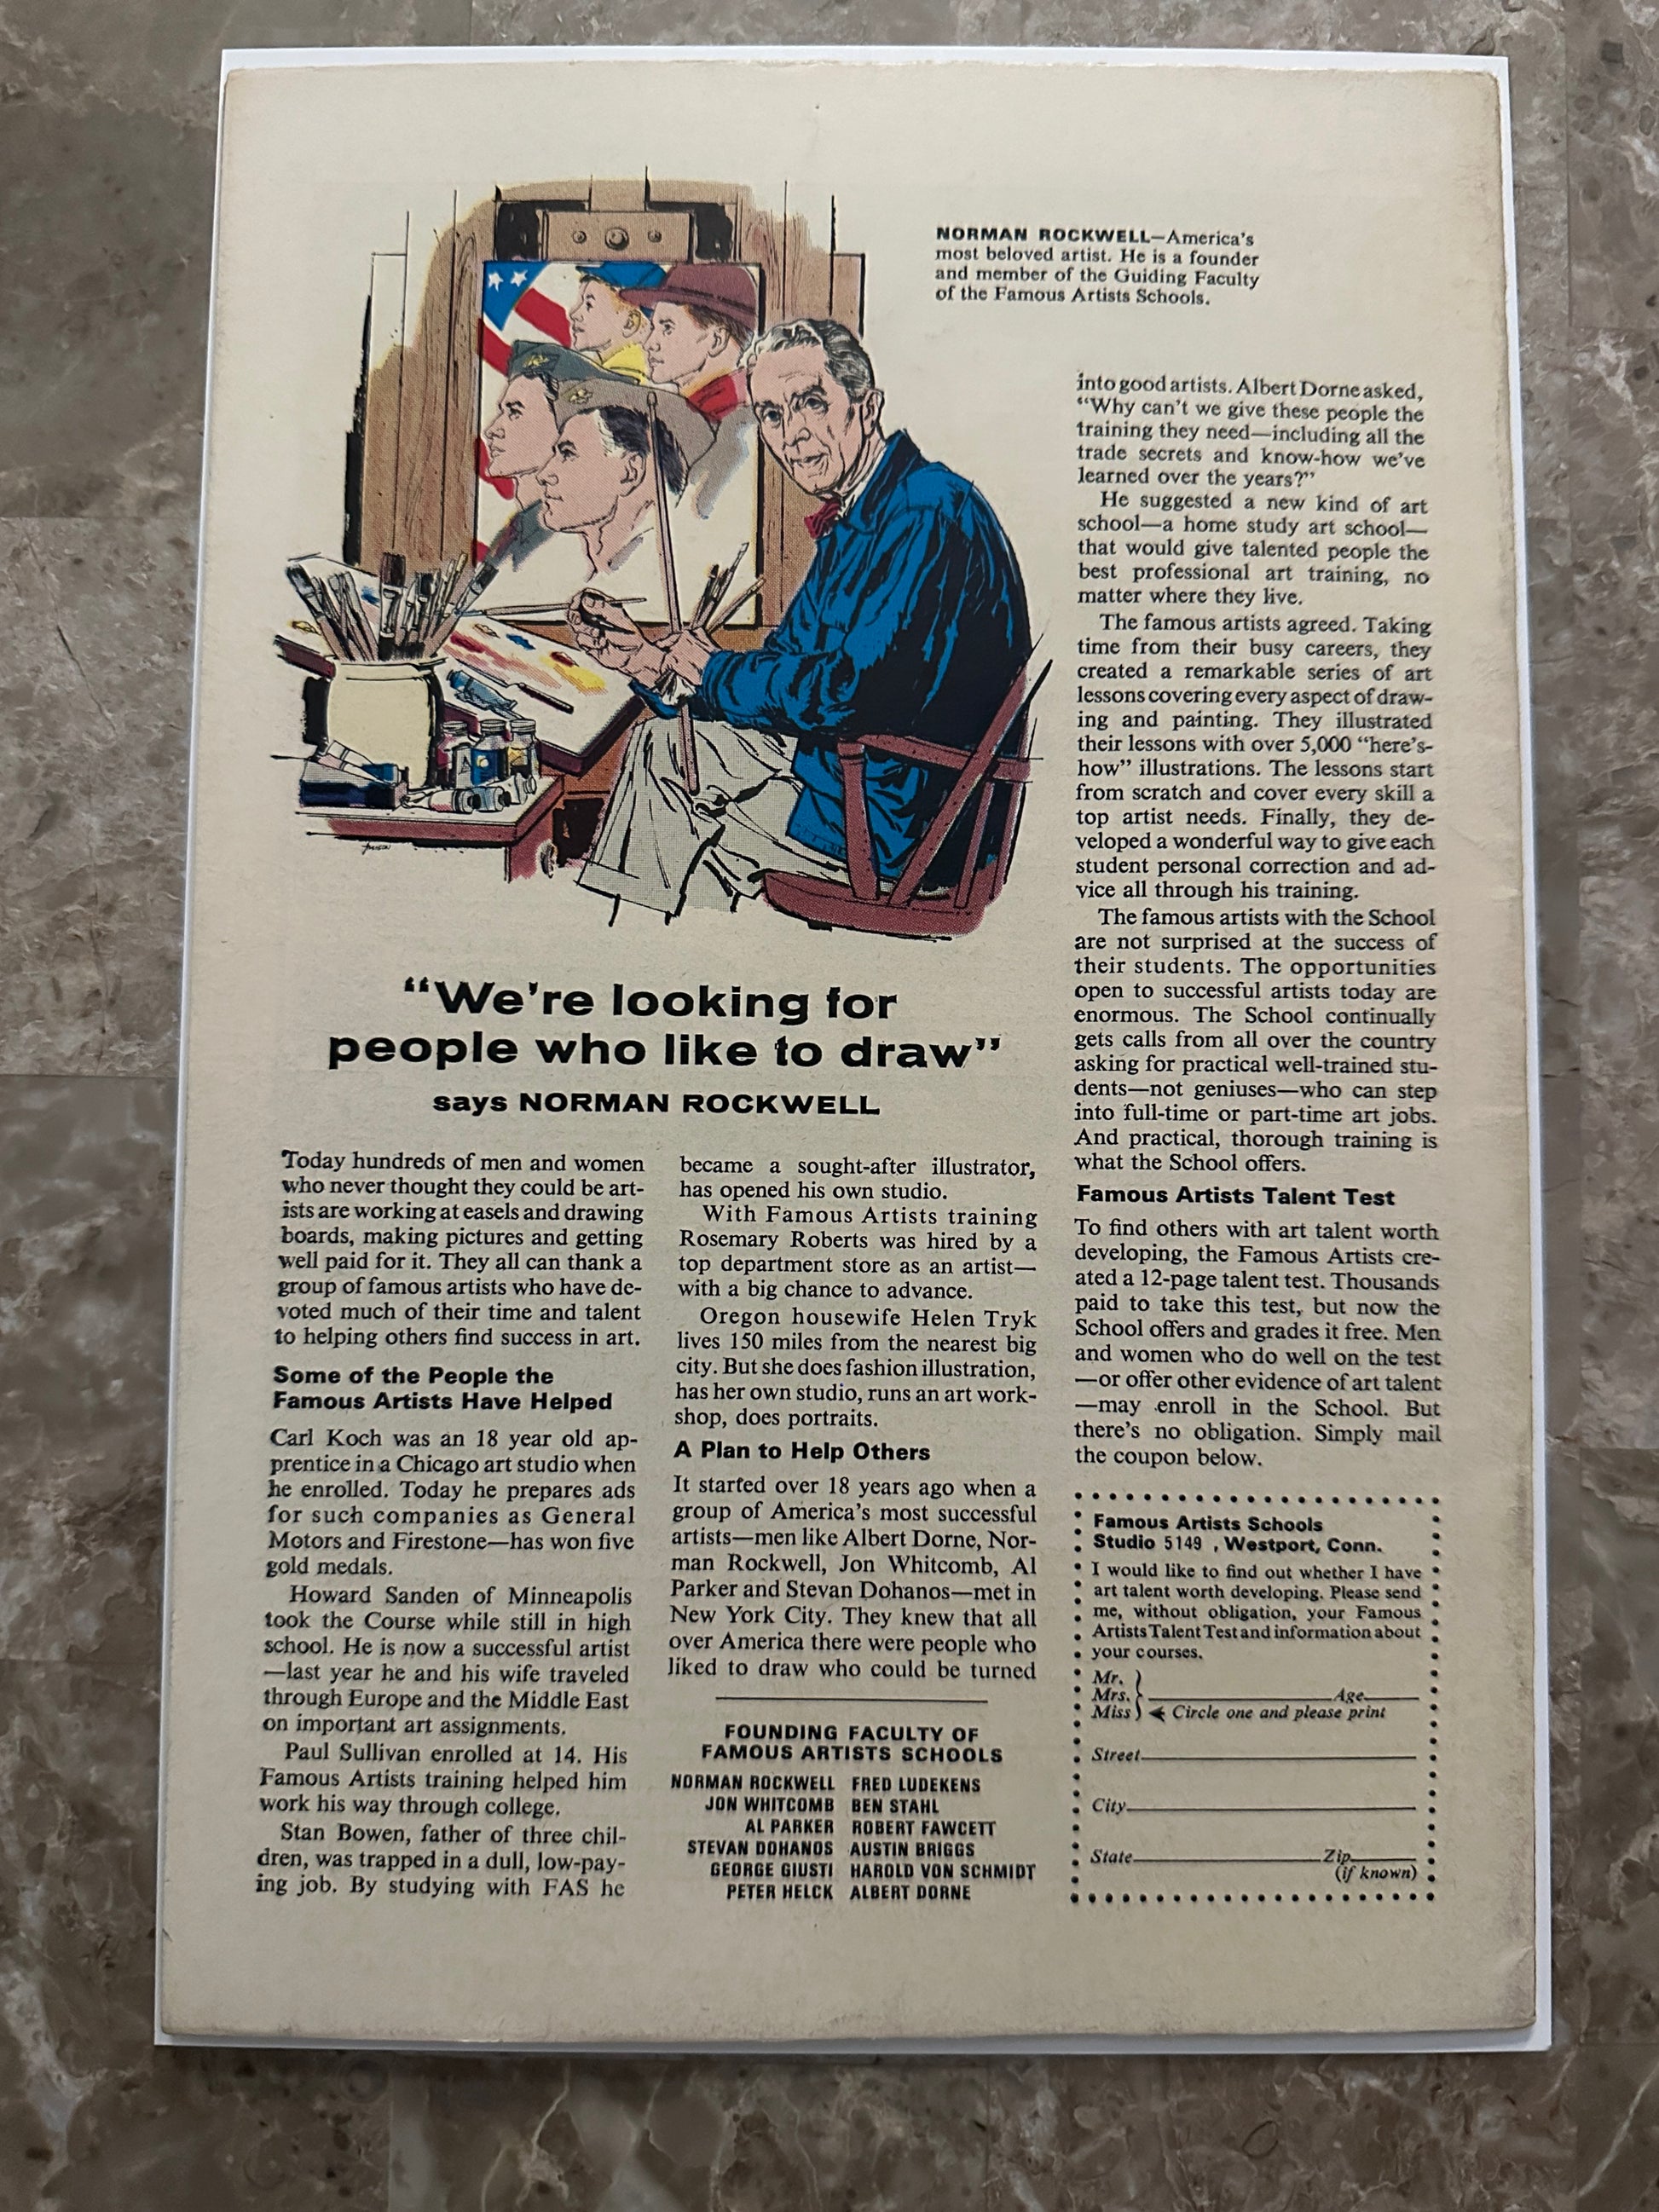 NORMAN ROCKWELL—America's
most beloved artist. He is a founder
and member of the Guiding Faculty
of the Famous Artists Schools.
"We're looking for
people who like to draw"
says NORMAN ROCKWELL
Today hundreds of men and women
who never thought they could be art-
ists are working at easels and drawing
boards, making pictures and getting
well paid for it. They all can thank a
group of famous artists who have de-
voted much of their time and talent
to helping others find success in art.
Some of the People the
Famous Artists Have Helped
Carl Koch was an 18 year old ap-
prentice in a Chicago art studio when
he enrolled. Today he prepares ads
for such companies as General
Motors and Firestone—has won five
gold medals.
Howard Sanden of Minneapolis
took the Course while still in high
school. He is now a successful artist
—last year he and his wife traveled
through Europe and the Middle East
on important art assignments.
Paul Sullivan enrolled at 14. His
Famous Artists training helped him
work his way through college.
Stan Bowen, father of three chil-
dren, was trapped in a dull, low-pay-
ing job. By studying with FAS he
became a sought-after illustrator,
has opened his own studio.
With Famous Artists training
Rosemary Roberts was hired by a
top department store as an artist—
with a big chance to advance.
Oregon housewife Helen Tryk
lives 150 miles from the nearest big
city. But she does fashion illustration,
has her own studio, runs an art work-
shop, does portraits.
A Plan to Help Others
It started over 18 years ago when a
group of America's most successful
artists—men like Albert Dorne, Nor-
man Rockwell, Jon Whitcomb, Al
Parker and Stevan Dohanos—met in
New York City. They knew that all
over America there were people who
liked to draw who could be turned
into good artists. Albert Dorne asked,
"Why can't we give these people the
training they need—including all the
trade secrets and know-how we've
learned over the years?"
He suggested a new kind of art
school—a home study art school—
that would give talented people the
best professional art training, no
matter where they live.
The famous artists agreed. Taking
time from their busy careers, they
created a remarkable series of art
lessons covering every aspect of draw-
ing and painting. They illustrated
their lessons with over 5,000 "here's-
how" illustrations. The lessons start
from scratch and cover every skill a
top artist needs. Finally, they de-
veloped a wonderful way to give each
student personal correction and ad-
vice all through his training.
The famous artists with the School
are not surprised at the success of
their students. The opportunities
open to successful artists today are
enormous. The School continually
gets calls from all over the country
asking for practical well-trained stu-
dents—not geniuses—who can step
into full-time or part-time art jobs.
And practical, thorough training is
what the School offers.
Famous Artists Talent Test
To find others with art talent worth
developing, the Famous Artists cre-
ated a 12-page talent test. Thousands
paid to take this test, but now the
School offers and grades it free. Men
and women who do well on the test
—or offer other evidence of art talent
—may enroll in the School. But
there's no obligation. Simply mail
the coupon below.
FOUNDING FACULTY OF
FAMOUS ARTISTS SCHOOLS
NORMAN ROCKWELL FRED LUDEKENS
JON WHITCOMB BEN STAHL
AL PARKER ROBERT FAWCETT
STEVAN DOHANOS AUSTIN BRIGGS
GEORGE GIUSTI HAROLD VON SCHMIDT
PETER HELCK ALBERT DORNE
Famous Artists Schools
Studio 5149 , Westport, Conn.
I would like to find out whether I have
art talent worth developing. Please send
me, without obligation, your Famous
Artists Talent Test and information about
your courses.
Mr.
Mrs. Age
Miss Circle one and please print
Street
City
State Zip
(if known)